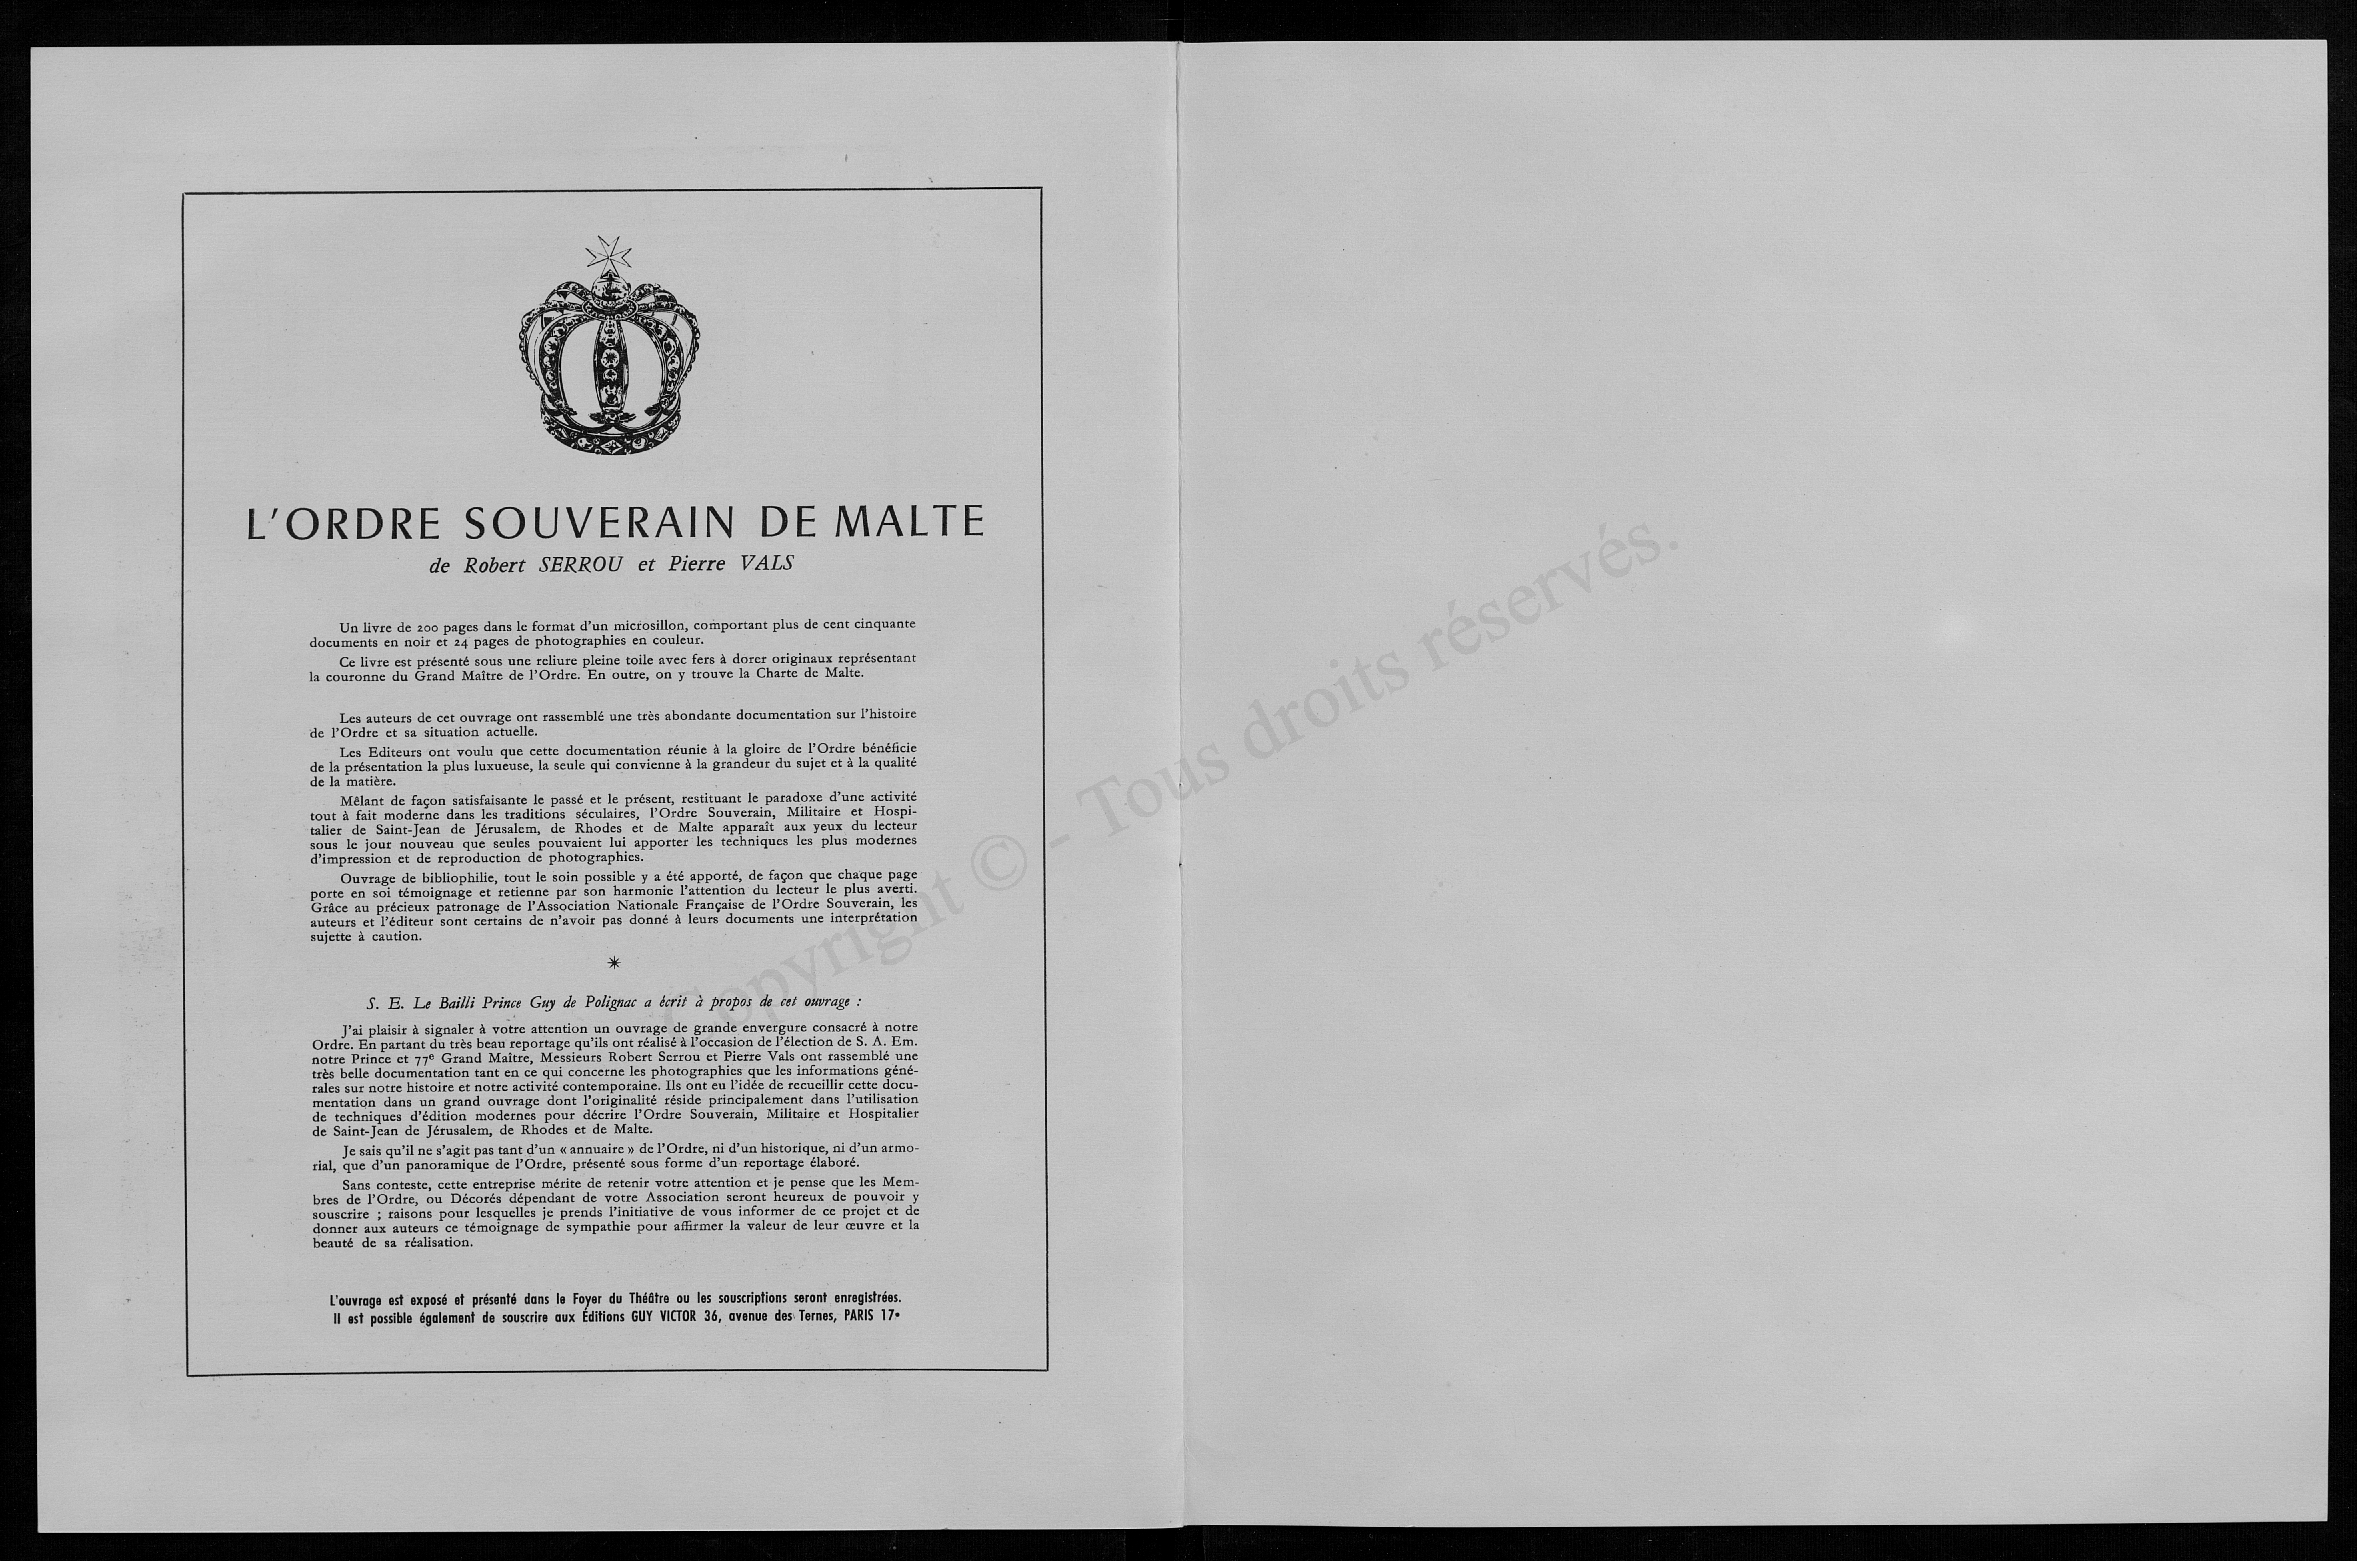 L'ORDRE SOUVERAIN DE MALTE
de Robert SERROU et Pierre VALS
Un livre de 200 pages dans le format d'un microsillon, comportant plus de cent cinquante
documents en noir et 24 pages de photographies en couleur.
Ce livre est présenté sous une reliure pleine toile avec fers à dorer originaux représentant
la couronne du Grand Maître de l'Ordre. En outre, on y trouve la Charte de Malte.
Les auteurs de cet ouvrage ont rassemblé une très abondante documentation sur l'histoire
de l'Ordre et sa situation actuelle.
Les Editeurs ont voulu que cette documentation réunie à la gloire de l'Ordre bénéficie
de la présentation la plus luxueuse, la seule qui convienne à la grandeur du sujet et à la qualité
de la matière.
Mêlant de façon satisfaisante le passé et le présent, restituant le paradoxe d'une activité
tout à fait moderne dans les traditions séculaires, l'Ordre Souverain, Militaire et Hospi-
talier de Saint-Jean de Jérusalem, de Rhodes et de Malte apparaît aux yeux du lecteur
sous le jour nouveau que seules pouvaient lui apporter les techniques les plus modernes
d'impression et de reproduction de photographies.
Ouvrage de bibliophilie, tout le soin possible y a été apporté, de façon que chaque page
porte en soi témoignage et retienne par son harmonie l'attention du lecteur le plus averti.
Grâce au précieux patronage de l'Association Nationale Française de l'Ordre Souverain, les
auteurs et l'éditeur sont certains de n'avoir pas donné à leurs documents une interprétation
sujette à caution.
S. E. Le Bailli Prince Guy de Polignac a écrit à propos de cet ouvrage :
J'ai plaisir à signaler à votre attention un ouvrage de grande envergure consacré à notre
Ordre. En partant du très beau reportage qu'ils ont réalisé à l'occasion de l'élection de S. A. Em.
notre Prince et 77e Grand Maître, Messieurs Robert Serrou et Pierre Vals ont rassemblé une
très belle documentation tant en ce qui concerne les photographies que les informations géné-
rales sur notre histoire et notre activité contemporaine. Ils ont eu l'idée de recueillir cette docu-
mentation dans un grand ouvrage dont l'originalité réside principalement dans l'utilisation
de techniques d'édition modernes pour décrire l'Ordre Souverain, Militaire et Hospitalier
de Saint-Jean de Jérusalem, de Rhodes et de Malte.
Je sais qu'il ne s'agit pas tant d'un « annuaire » de l'Ordre, ni d'un historique, ni d'un armo-
rial, que d'un panoramique de l'Ordre, présenté sous forme d'un reportage élaboré.
Sans conteste, cette entreprise mérite de retenir votre attention et je pense que les Mem-
bres de l'Ordre, ou Décorés dépendant de votre Association seront heureux de pouvoir y
souscrire ; raisons pour lesquelles je prends l'initiative de vous informer de ce projet et de
donner aux auteurs ce témoignage de sympathie pour affirmer la valeur de leur œuvre et la
beauté de sa réalisation.
L'ouvrage est exposé et présenté dans le Foyer du Théâtre ou les souscriptions seront enregistrées.
Il est possible également de souscrire aux Éditions GUY VICTOR 36, avenue des Ternes, PARIS 17e
Copyright © - Tous droits réservés.